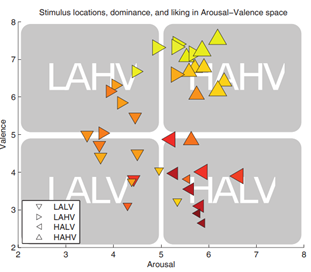 Stimulus locations, dominance, and liking in Arousal–Valence space
8
7
6
5
4
3
2
Valence
LAHV
HAHV
LALV
HALV
LALV
LAHV
HALV
HAHV
2 3 4 5 6 7 8
Arousal